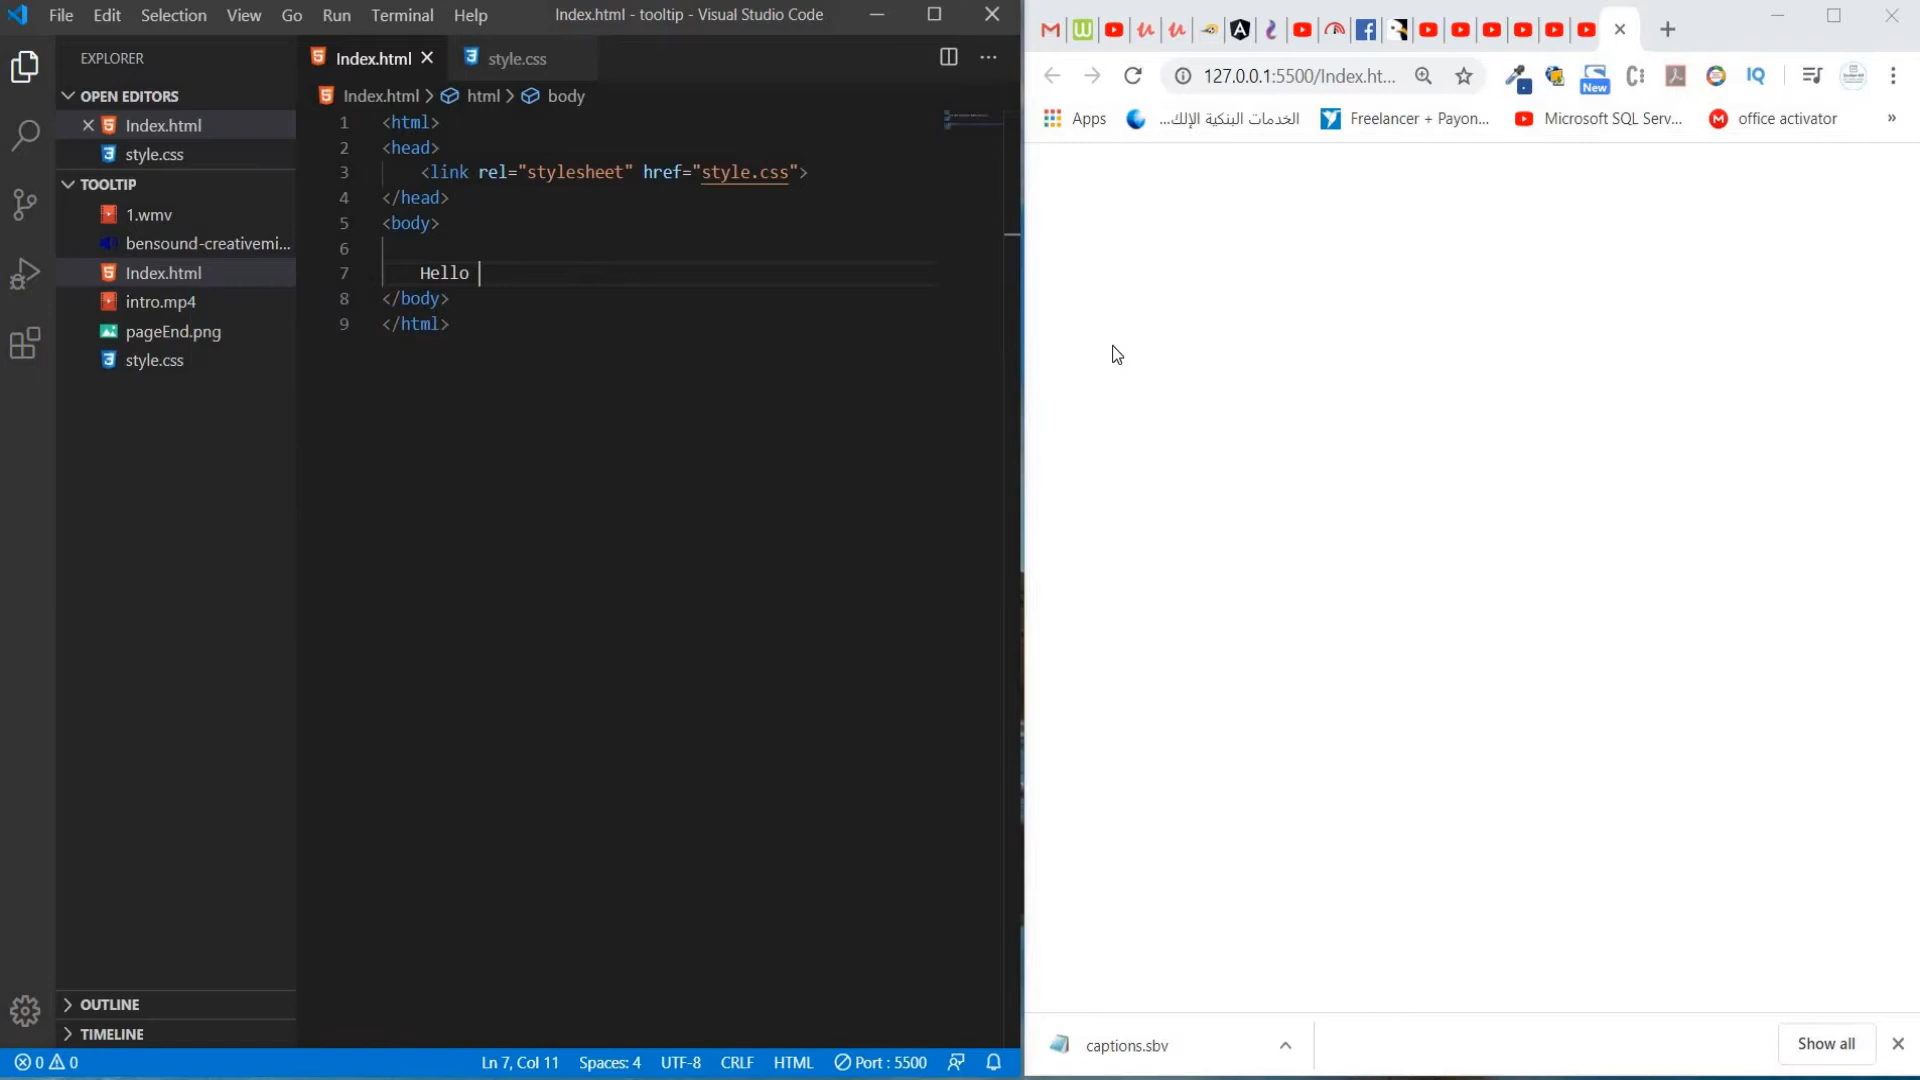 File Edit Selection View Go Run Terminal Help
Index.html - tooltip - Visual Studio Code
EXPLORER
OPEN EDITORS
Index.html
style.css
TOOLTIP
1.wmv
bensound-creativemi...
Index.html
intro.mp4
pageEnd.png
style.css
OUTLINE
TIMELINE
Index.html
style.css
Index.html > html > body
1 <html>
2 <head>
3 <link rel="stylesheet" href="style.css">
4 </head>
5 <body>
6
7 Hello
8 </body>
9 </html>
0 0
Ln 7, Col 11 Spaces: 4 UTF-8 CRLF HTML Port : 5500
127.0.0.1:5500/Index.ht...
New
Apps
الخدمات البنكية الإلك...
Freelancer + Payon...
Microsoft SQL Serv...
office activator
captions.sbv
Show all